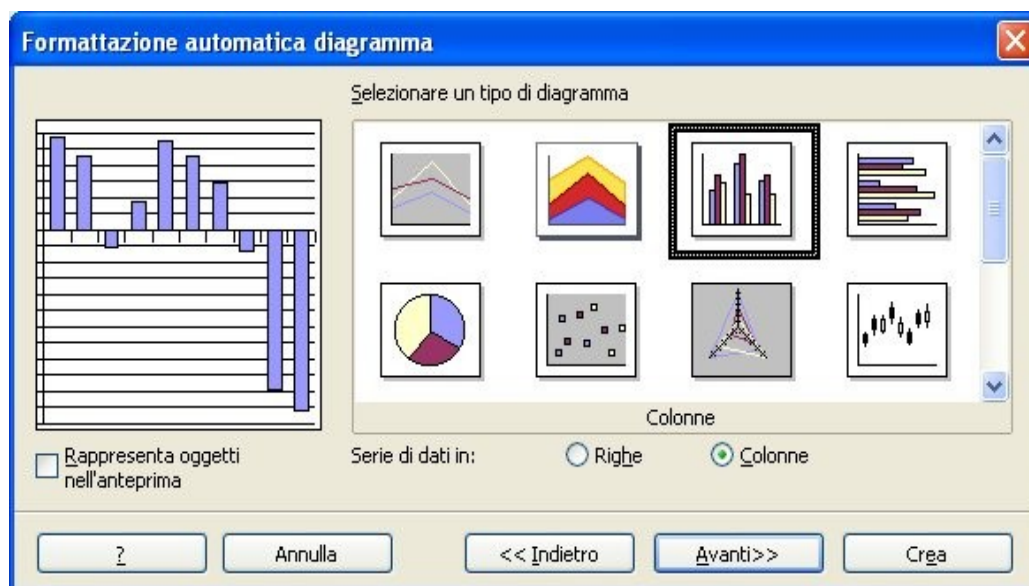 Formattazione automatica diagramma
Selezionare un tipo di diagramma
Colonne
Rappresenta oggetti
nell'anteprima
Serie di dati in:
Righe
Colonne
?
Annulla
<< Indietro
Avanti>>
Crea